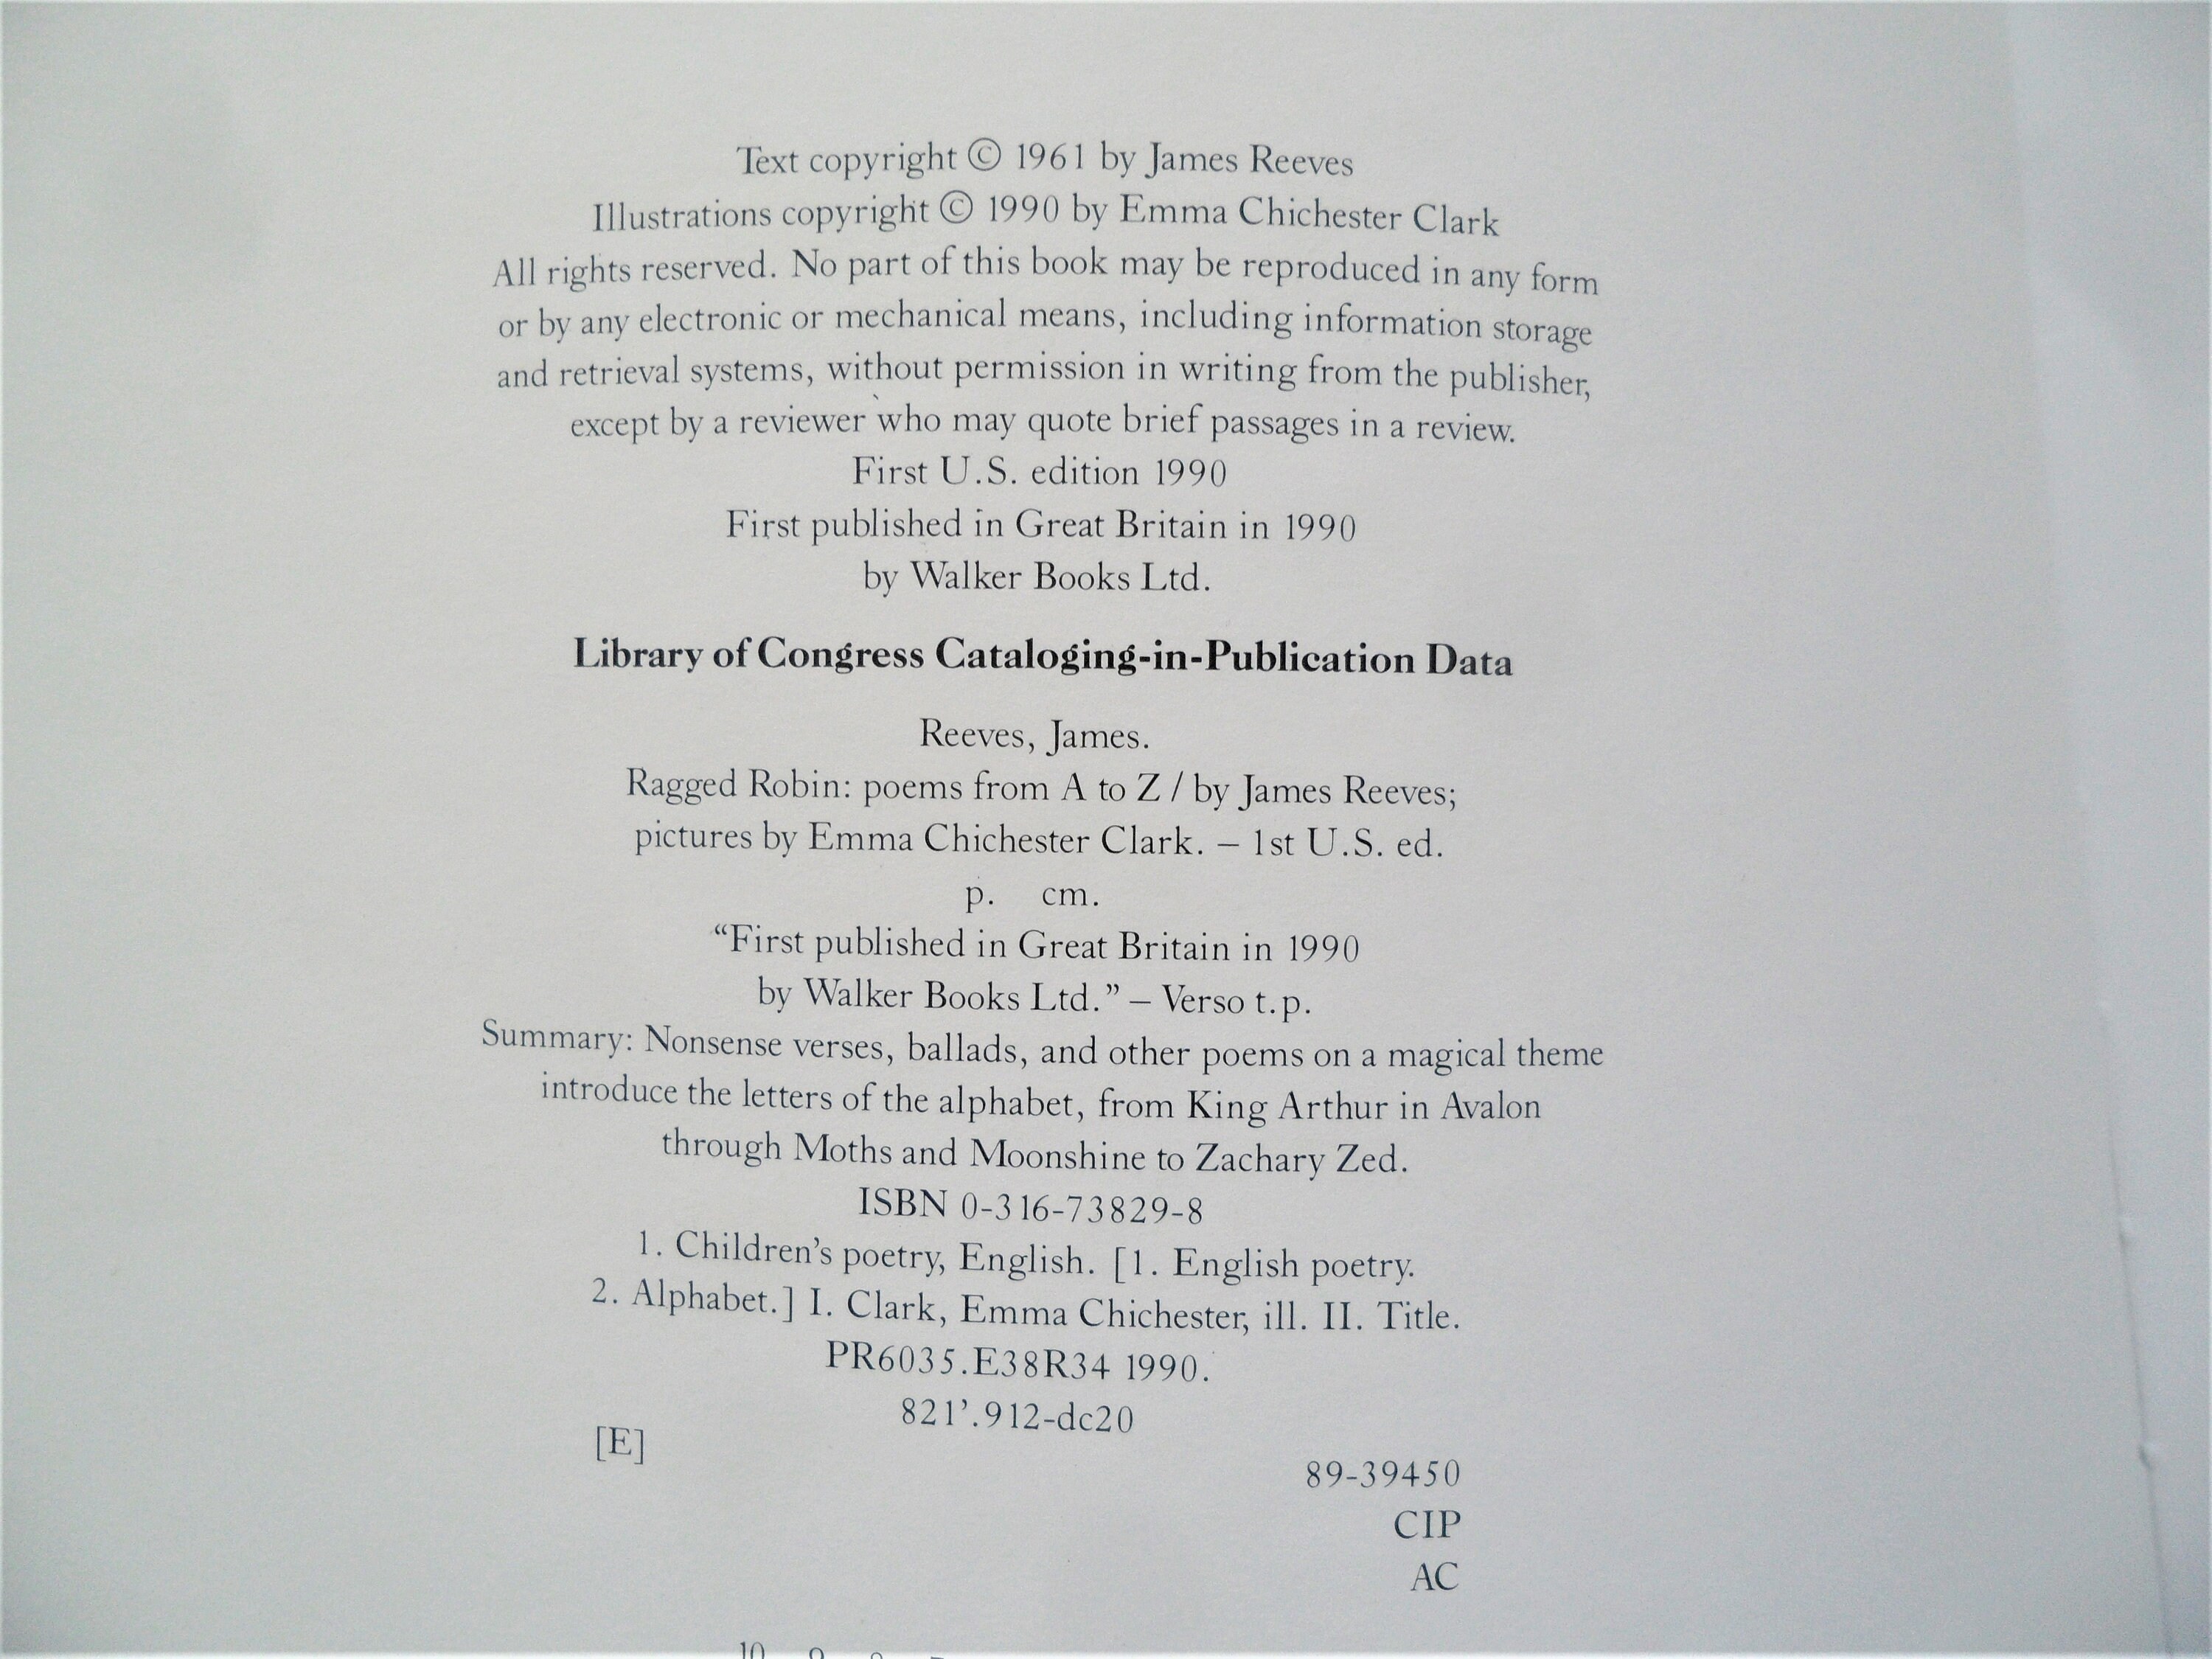 Text copyright © 1961 by James Reeves
Illustrations copyright © 1990 by Emma Chichester Clark
All rights reserved. No part of this book may be reproduced in any form
or by any electronic or mechanical means, including information storage
and retrieval systems, without permission in writing from the publisher,
except by a reviewer who may quote brief passages in a review.
First U.S. edition 1990
First published in Great Britain in 1990
by Walker Books Ltd.
Library of Congress Cataloging-in-Publication Data
Reeves, James.
Ragged Robin: poems from A to Z / by James Reeves;
pictures by Emma Chichester Clark. – 1st U.S. ed.
p. cm.
“First published in Great Britain in 1990
by Walker Books Ltd.” – Verso t.p.
Summary: Nonsense verses, ballads, and other poems on a magical theme
introduce the letters of the alphabet, from King Arthur in Avalon
through Moths and Moonshine to Zachary Zed.
ISBN 0-316-73829-8
1. Children’s poetry, English. [1. English poetry.
2. Alphabet.] I. Clark, Emma Chichester, ill. II. Title.
PR6035.E38R34 1990.
821’.912-dc20
[E]
89-39450
CIP
AC
10